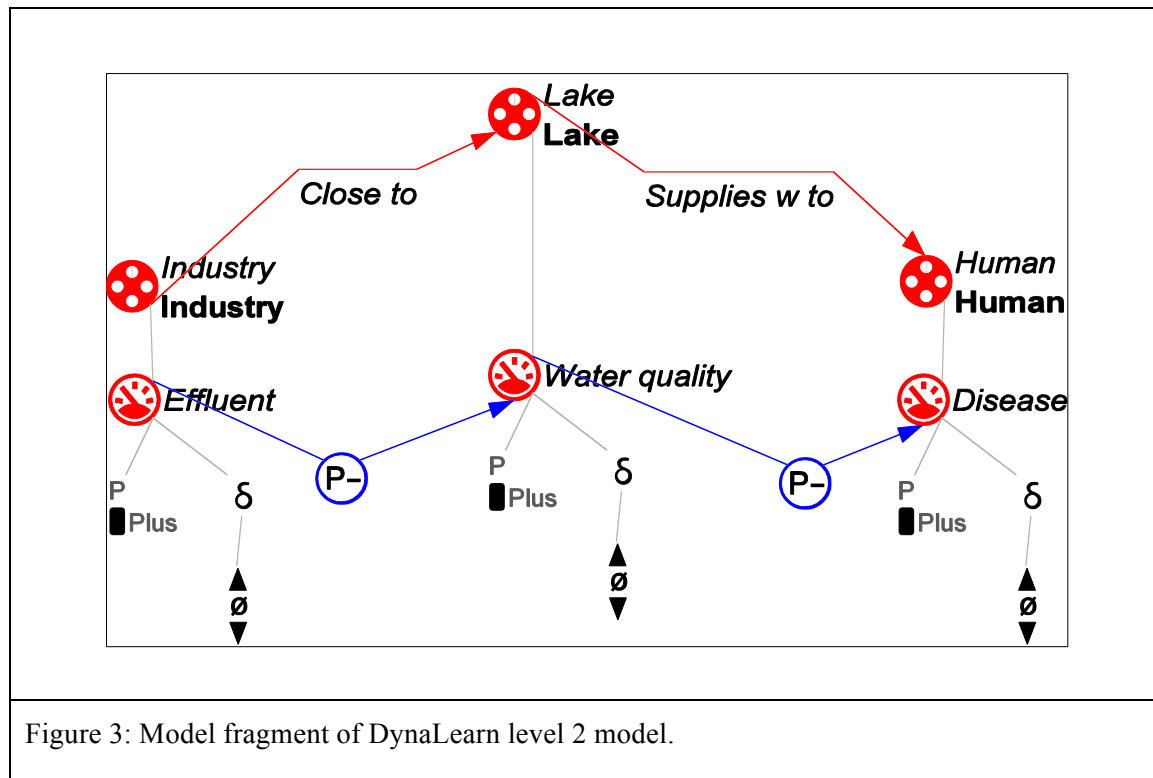 Lake
Lake
Close to
Supplies w to
Industry
Industry
Human
Human
Effluent
Water quality
Disease
P-
P-
P
Plus
δ
ø
P
Plus
δ
ø
P
Plus
δ
ø
Figure 3: Model fragment of DynaLearn level 2 model.